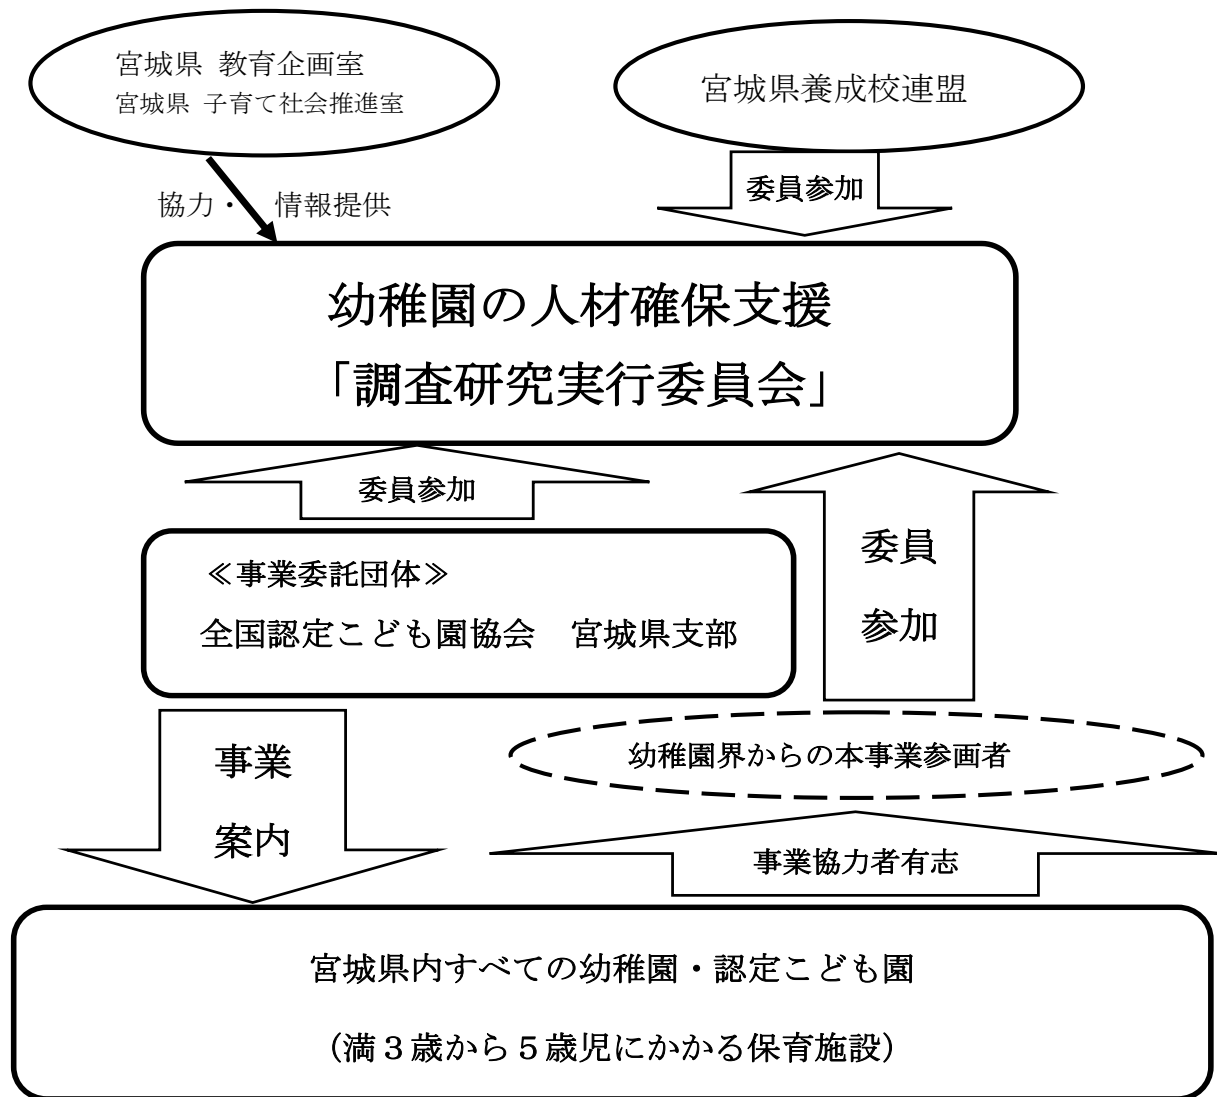 宮城県 教育企画室
宮城県 子育て社会推進室
宮城県養成校連盟
委員参加
協力・ 情報提供
幼稚園の人材確保支援
「調査研究実行委員会」
委員参加
委員
参加
≪事業委託団体≫
全国認定こども園協会　宮城県支部
事業
案内
幼稚園界からの本事業参画者
事業協力者有志
宮城県内すべての幼稚園・認定こども園
（満３歳から５歳児にかかる保育施設）